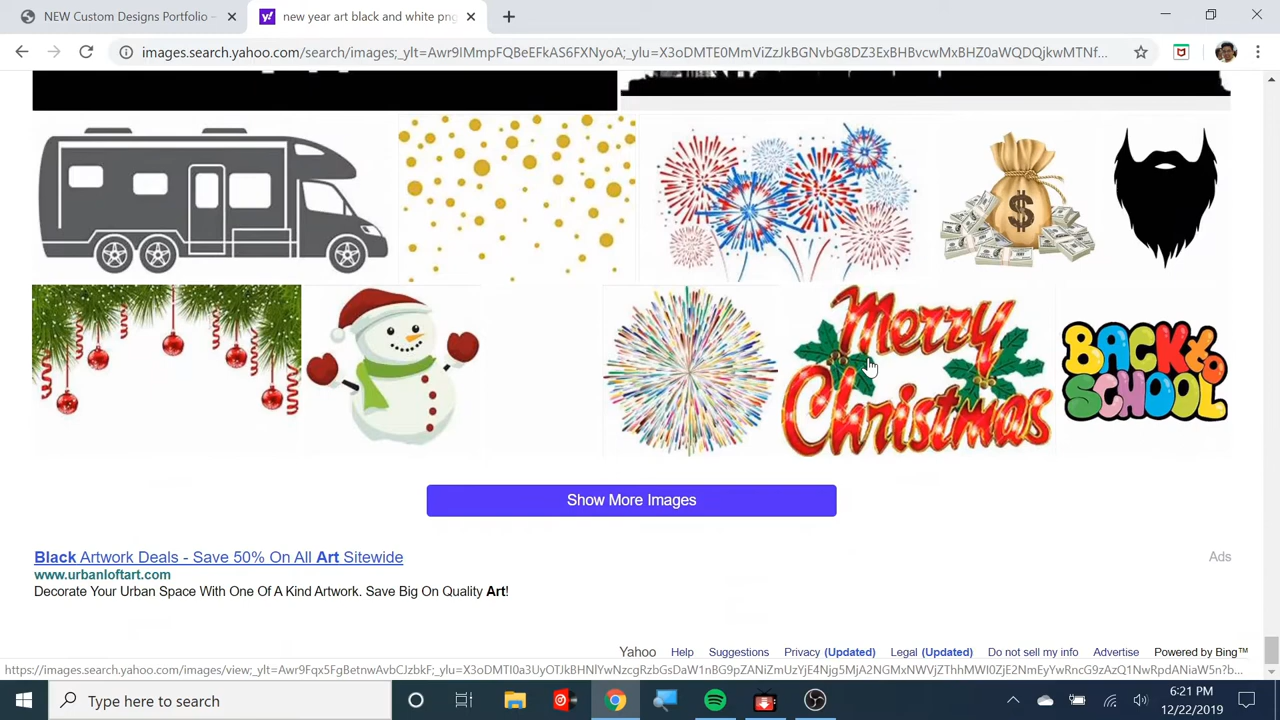 NEW Custom Designs Portfolio -
new year art black and white png
images.search.yahoo.com/search/images;_ylt=Awr9IMmpFQBeEFkAS6FXNyoA;_ylu=X3oDMTE0MmViZzJkBGNvbG8DZ3ExBHBvcwMxBHZ0aWQDQjkwMTNf...
$
Merry
Christmas
BACK to
SCHOOL
Show More Images
Black Artwork Deals - Save 50% On All Art Sitewide
Ads
www.urbanloftart.com
Decorate Your Urban Space With One Of A Kind Artwork. Save Big On Quality Art!
Yahoo Help Suggestions Privacy (Updated) Legal (Updated) Do not sell my info Advertise Powered by Bing™
Type here to search
6:21 PM
12/22/2019